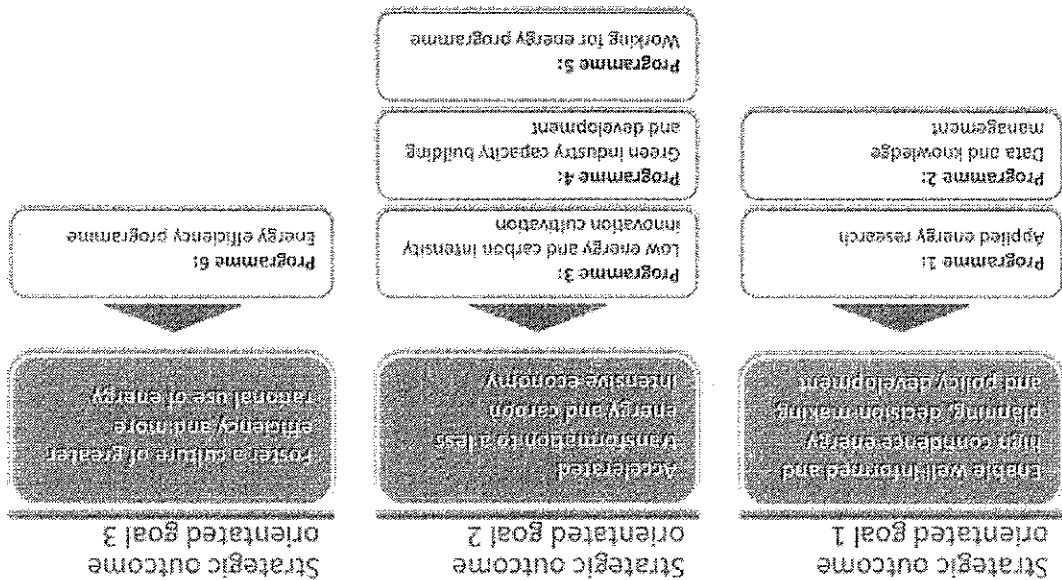 Strategic outcome
orientated goal 1
Enable well-informed and
high confidence energy
planning, decision-making
and policy development
Programme 1:
Applied energy research
Programme 2:
Data and knowledge
management
Strategic outcome
orientated goal 2
Accelerated
transformation to a less
energy and carbon
intensive economy
Programme 3:
Low energy and carbon intensity
innovation cultivation
Programme 4:
Green industry capacity building
and development
Programme 5:
Working for energy programme
Strategic outcome
orientated goal 3
Foster a culture of greater
efficiency and more
rational use of energy
Programme 6:
Energy efficiency programme